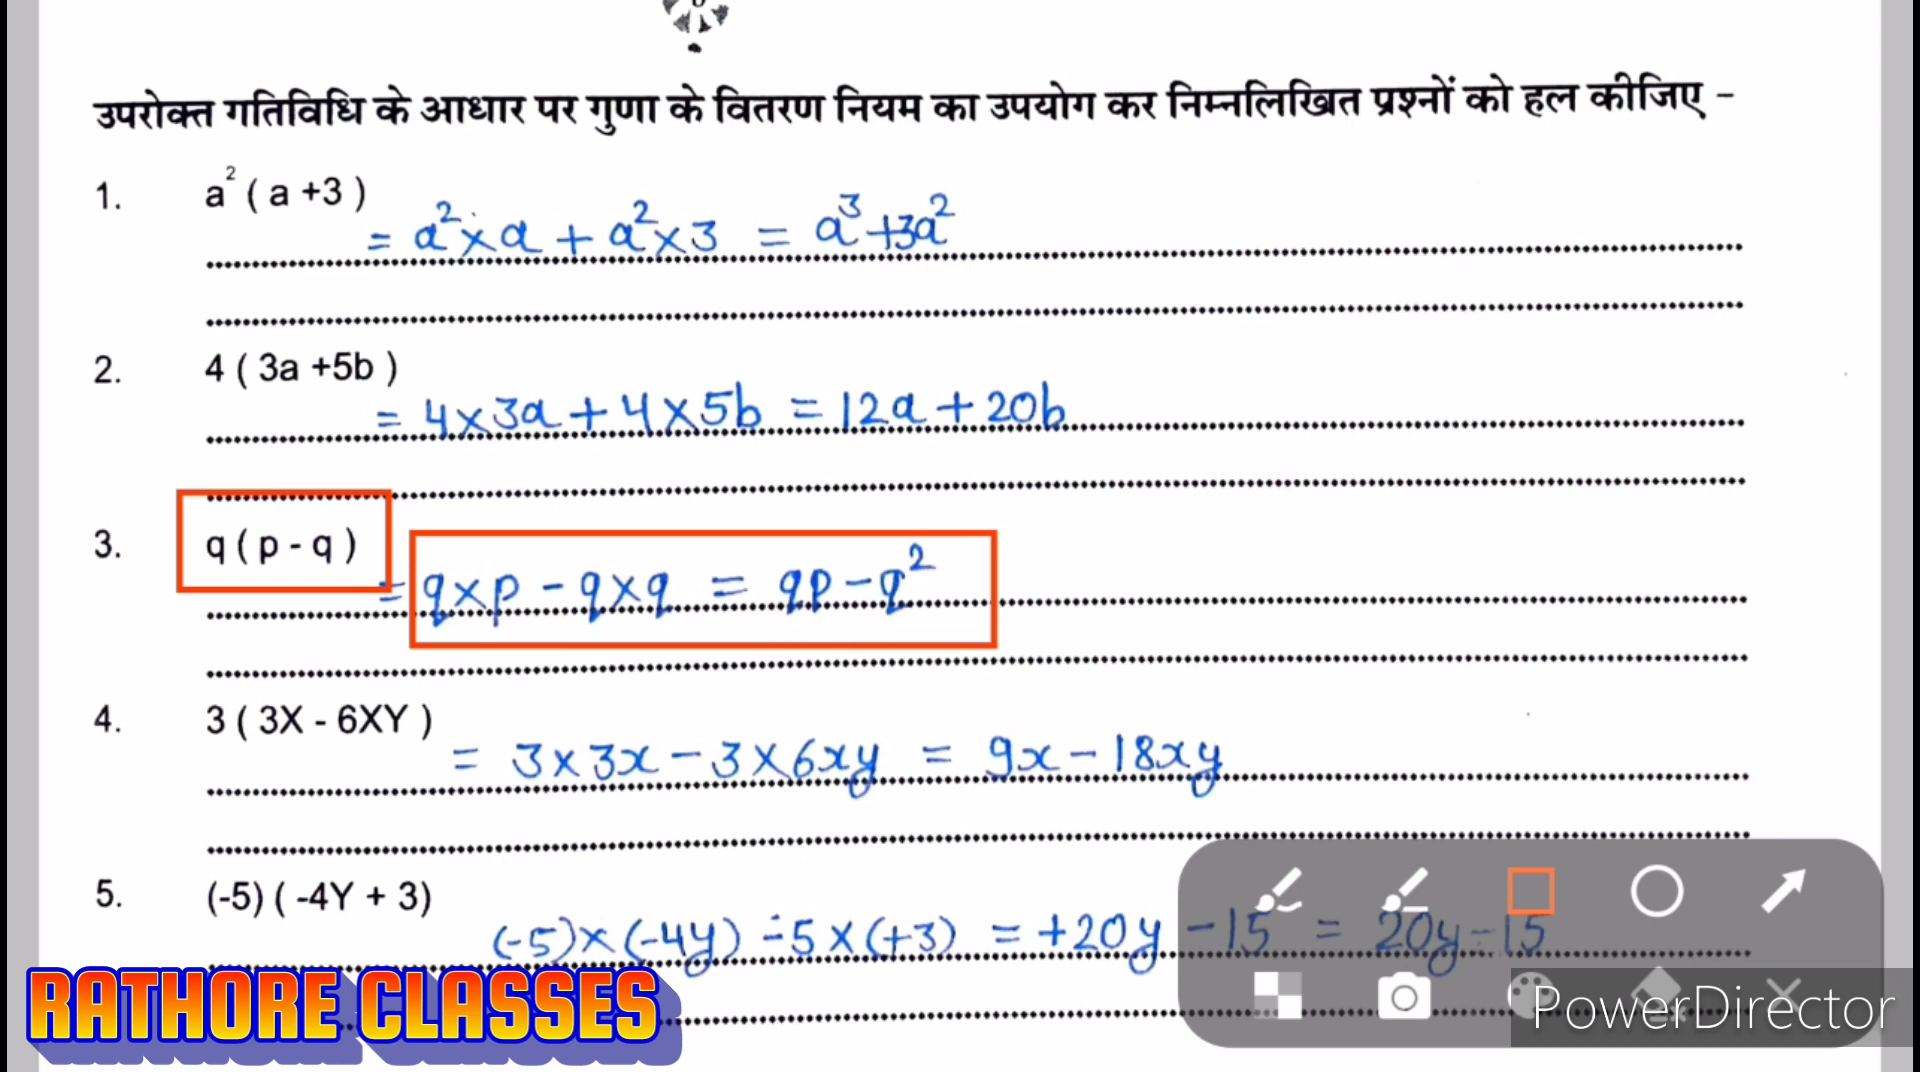 उपरोक्त गतिविधि के आधार पर गुणा के वितरण नियम का उपयोग कर निम्नलिखित प्रश्नों को हल कीजिए -
1. a² ( a +3 )
= a² × a + a² × 3 = a³ + 3a²
2. 4 ( 3a +5b )
= 4 × 3a + 4 × 5b = 12a + 20b
3. q ( p - q )
= q × p - q × q = qp - q²
4. 3 ( 3X - 6XY )
= 3 × 3x - 3 × 6xy = 9x - 18xy
5. (-5) ( -4Y + 3)
(-5) × (-4y) - 5 × (+3) = +20y - 15 = 20y - 15
RATHORE CLASSES
PowerDirector